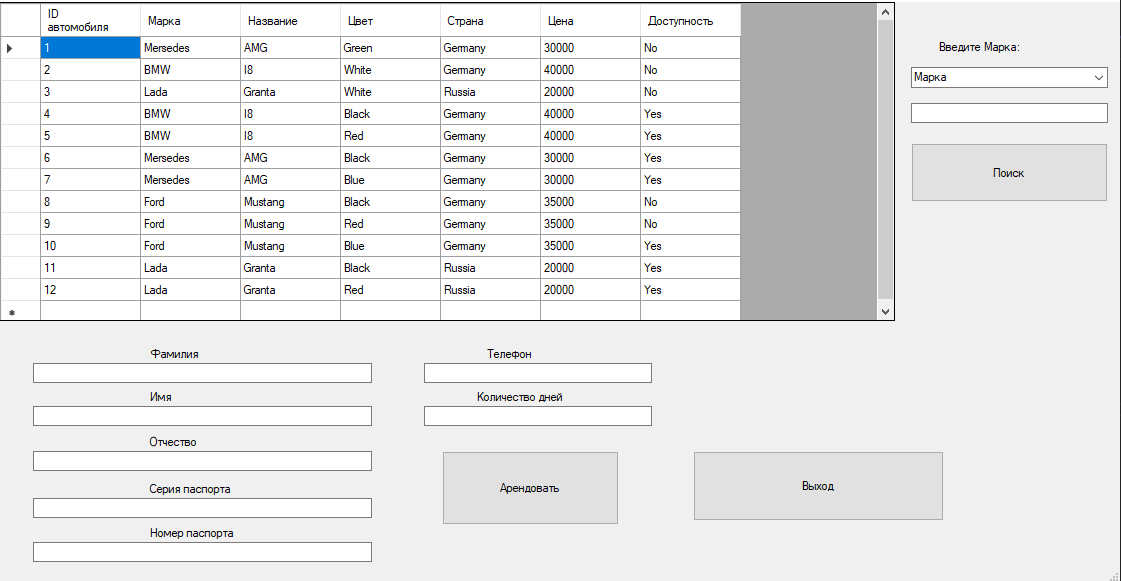 ID автомобиля Марка Название Цвет Страна Цена Доступность
1 Mersedes AMG Green Germany 30000 No
2 BMW I8 White Germany 40000 No
3 Lada Granta White Russia 20000 No
4 BMW I8 Black Germany 40000 Yes
5 BMW I8 Red Germany 40000 Yes
6 Mersedes AMG Black Germany 30000 Yes
7 Mersedes AMG Blue Germany 30000 Yes
8 Ford Mustang Black Germany 35000 No
9 Ford Mustang Red Germany 35000 No
10 Ford Mustang Blue Germany 35000 Yes
11 Lada Granta Black Russia 20000 Yes
12 Lada Granta Red Russia 20000 Yes
Введите Марка:
Марка
Поиск
Фамилия
Имя
Отчество
Серия паспорта
Номер паспорта
Телефон
Количество дней
Арендовать
Выход